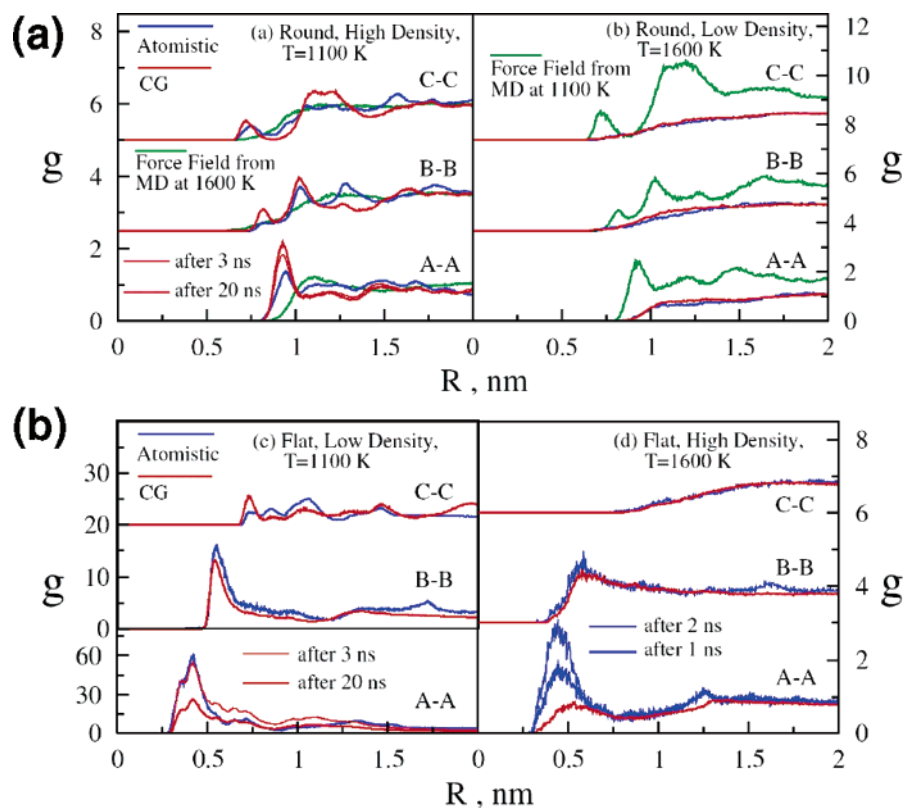 (a)
8
Atomistic
CG
(a) Round, High Density,
T=1100 K
C-C
6
g
4
Force Field from
MD at 1600 K
B-B
2
after 3 ns
after 20 ns
A-A
0
0 0.5 1 1.5 0
R , nm
(b) Round, Low Density,
T=1600 K
Force Field from
MD at 1100 K
C-C
12
10
8
g
B-B
6
4
A-A
2
0
0.5 1 1.5 2
R , nm
(b)
Atomistic
CG
(c) Flat, Low Density,
T=1100 K
30
C-C
20
g
10
B-B
5
0
60
after 3 ns
30
after 20 ns
A-A
0
0 0.5 1 1.5 0
R , nm
(d) Flat, High Density,
T=1600 K
8
C-C
6
g
B-B
4
after 2 ns
after 1 ns
2
A-A
0
0.5 1 1.5 2
R , nm